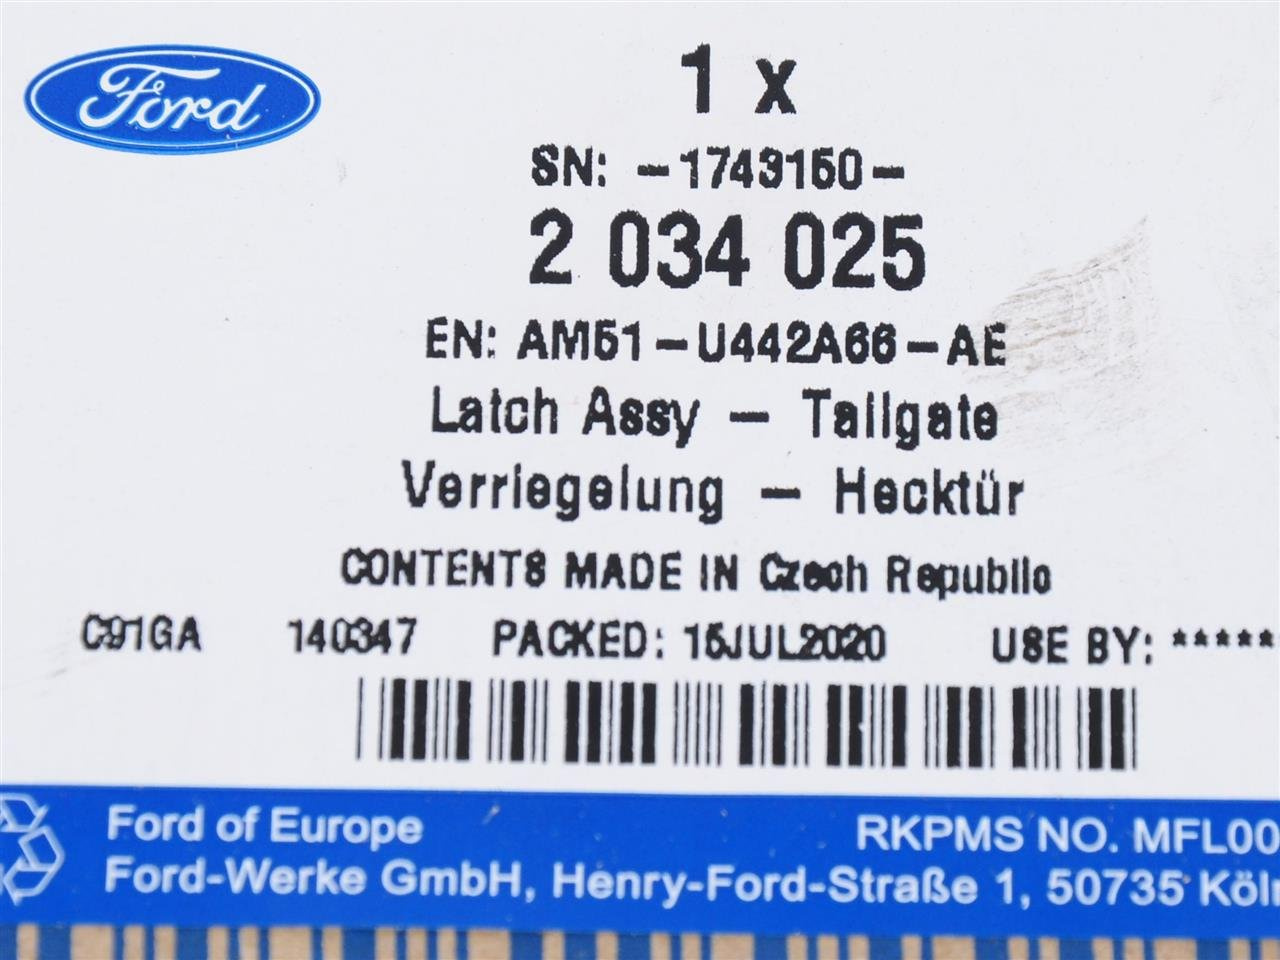 Ford
1 x
SN: -1743150-
2 034 025
EN: AM51-U442A66-AE
Latch Assy - Tailgate
Verriegelung - Hecktür
CONTENTS MADE IN Czech Republic
C91GA 140347 PACKED: 15JUL2020 USE BY: *****
Ford of Europe RKPMS NO. MFL00
Ford-Werke GmbH, Henry-Ford-Straße 1, 50735 Köln